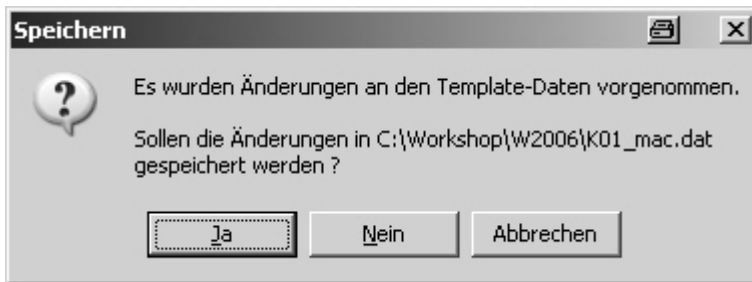 Speichern
Es wurden Änderungen an den Template-Daten vorgenommen.
Sollen die Änderungen in C:\Workshop\W2006\K01_mac.dat
gespeichert werden ?
Ja
Nein
Abbrechen